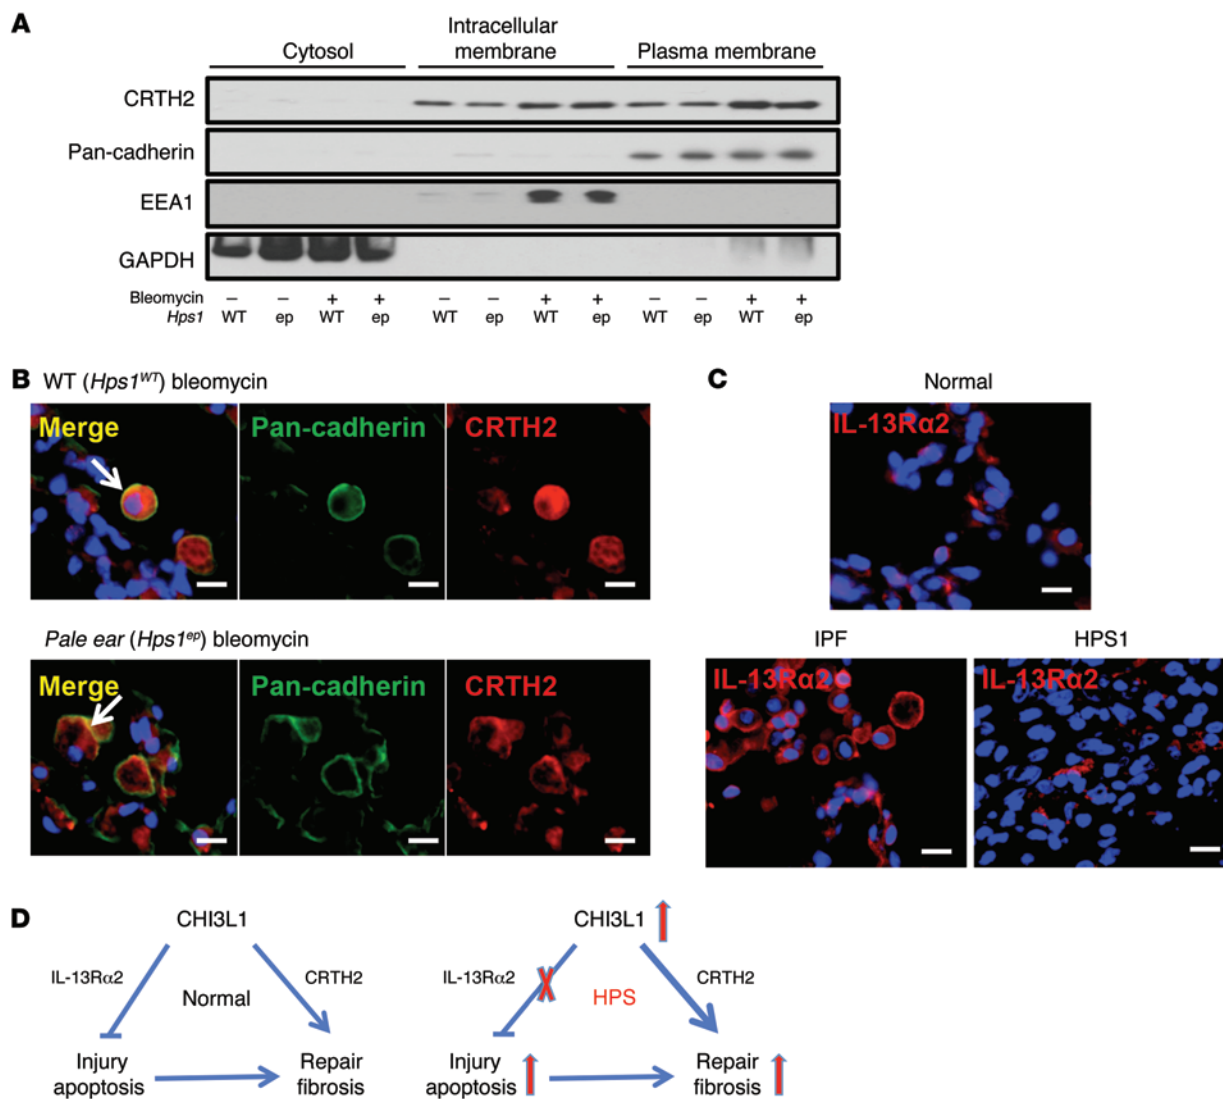 A
Intracellular
Cytosol membrane Plasma membrane
CRTH2
Pan-cadherin
EEA1
GAPDH
Bleomycin – – + + – – + + – – + +
Hps1 WT ep WT ep WT ep WT ep WT ep WT ep
B WT (Hps1WT) bleomycin
Merge Pan-cadherin CRTH2
Pale ear (Hps1ep) bleomycin
Merge Pan-cadherin CRTH2
C
Normal
IL-13Rα2
IPF HPS1
IL-13Rα2 IL-13Rα2
D
CHI3L1
IL-13Rα2 CRTH2
Normal
Injury
apoptosis
Repair
fibrosis
CHI3L1
IL-13Rα2 CRTH2
HPS
Injury
apoptosis
Repair
fibrosis